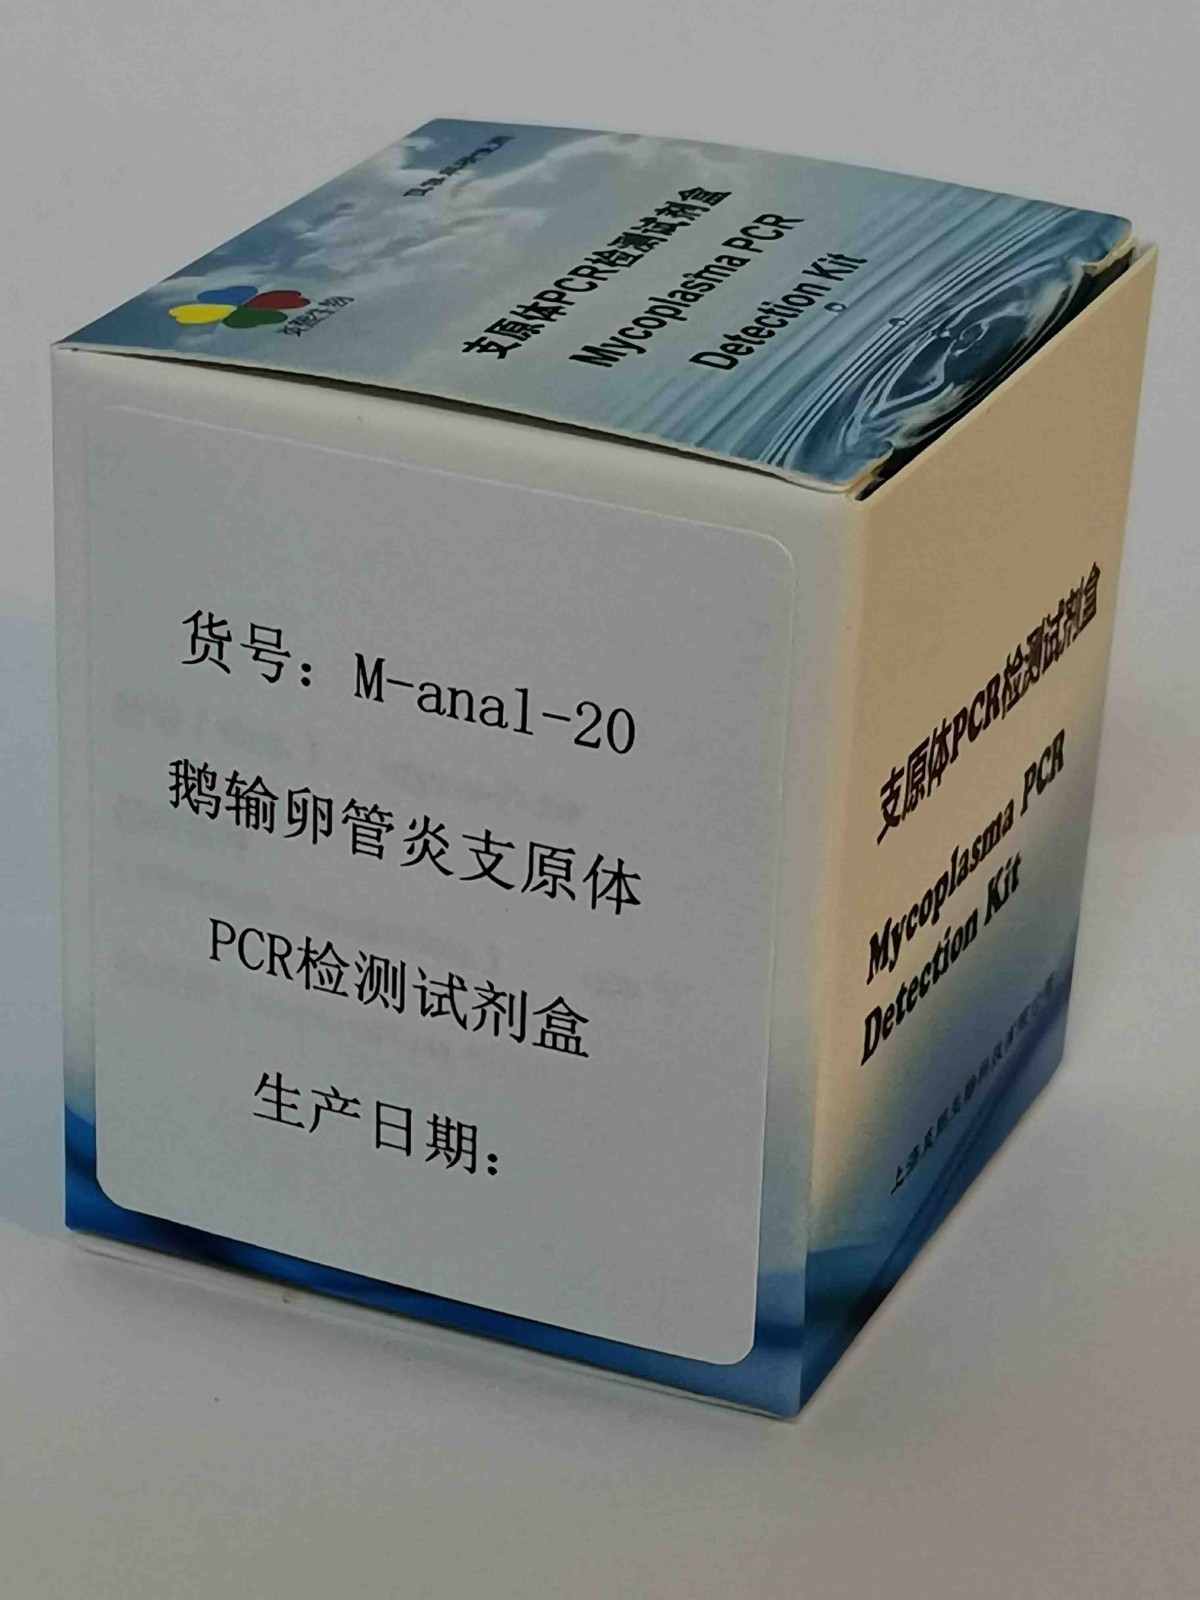 支原体PCR检测试剂盒
Mycoplasma PCR
Detection Kit
货号：M-anal-20
鹅输卵管炎支原体
PCR检测试剂盒
生产日期：
支原体PCR检测试剂盒
Mycoplasma PCR
Detection Kit